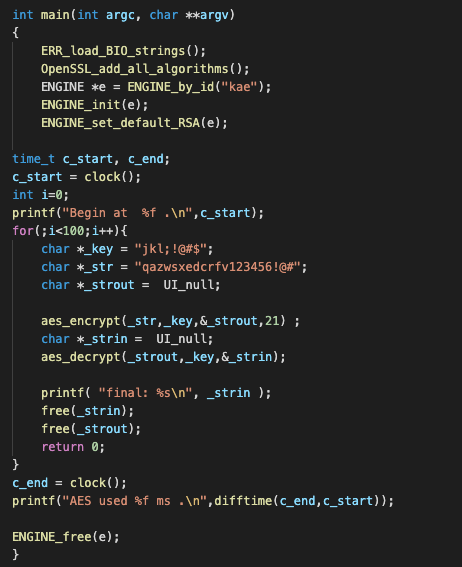 int main(int argc, char **argv)
{
    ERR_load_BIO_strings();
    OpenSSL_add_all_algorithms();
    ENGINE *e = ENGINE_by_id("kae");
    ENGINE_init(e);
    ENGINE_set_default_RSA(e);
time_t c_start, c_end;
c_start = clock();
int i=0;
printf("Begin at  %f .\n",c_start);
for(;i<100;i++){
    char *_key = "jkl;!@#$";
    char *_str = "qazwsxedcrfv123456!@#";
    char *_strout =  UI_null;
    aes_encrypt(_str,_key,&_strout,21) ;
    char *_strin =  UI_null;
    aes_decrypt(_strout,_key,&_strin);
    printf( "final: %s\n", _strin );
    free(_strin);
    free(_strout);
    return 0;
}
c_end = clock();
printf("AES used %f ms .\n",difftime(c_end,c_start));
ENGINE_free(e);
}